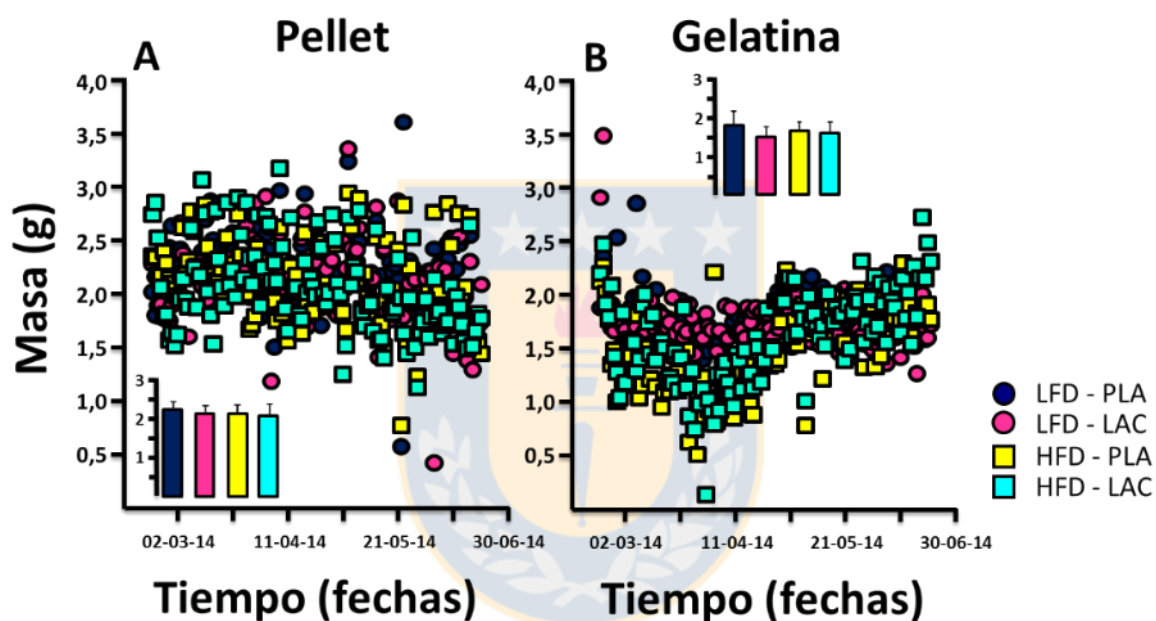 Pellet
Gelatina
A
B
4,0
3,5
3,0
2,5
2,0
1,5
1,0
0,5
3
2
1
4,0
3,5
3,0
2,5
2,0
1,5
1,0
0,5
3
2
1
Masa (g)
LFD - PLA
LFD - LAC
HFD - PLA
HFD - LAC
02-03-14 11-04-14 21-05-14 30-06-14
02-03-14 11-04-14 21-05-14 30-06-14
Tiempo (fechas)
Tiempo (fechas)